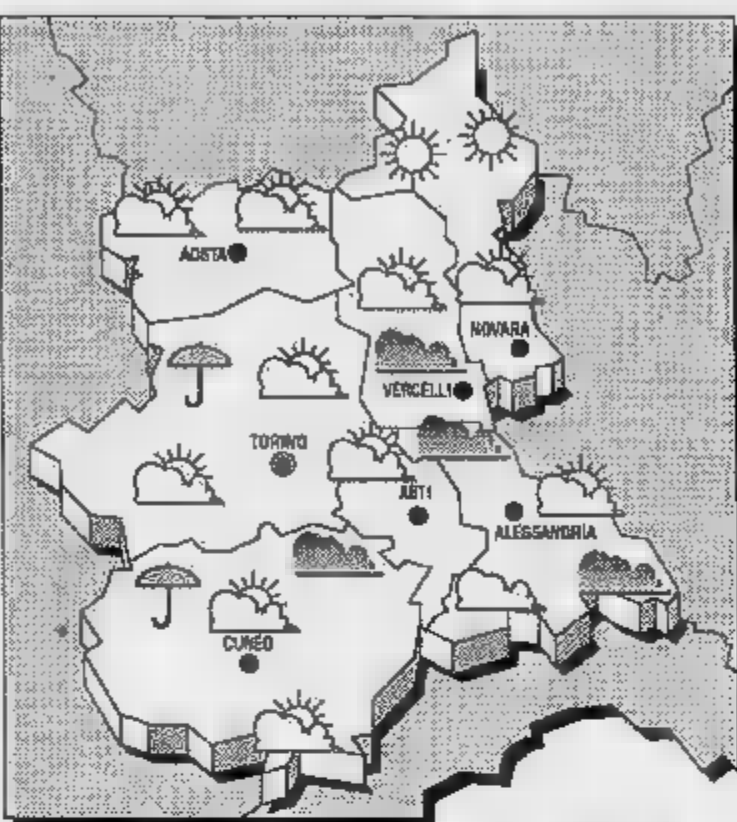 AOSTA
NOVARA
VERCELLI
TORINO
ASTI
ALESSANDRIA
CUNEO